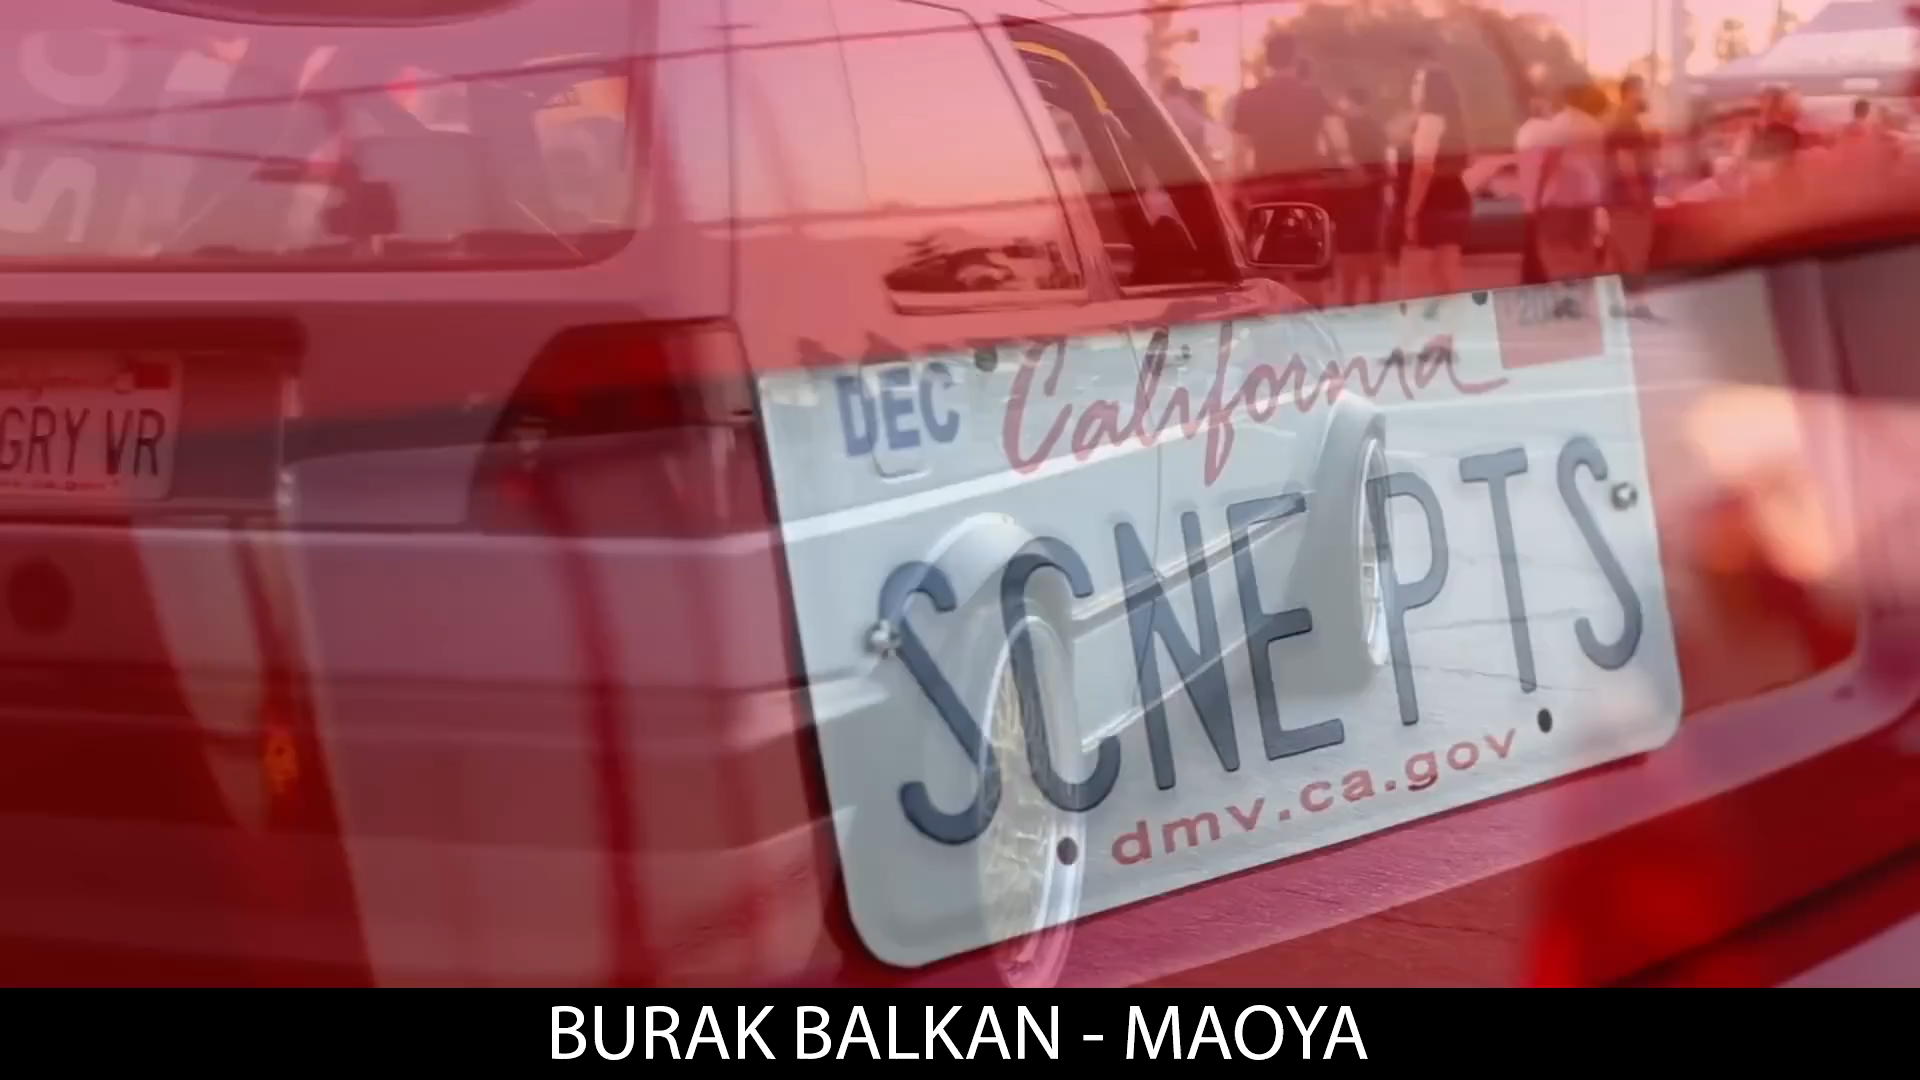 DEC California
SCNE PTS
dmv.ca.gov
GRY VR
BURAK BALKAN - MAOYA